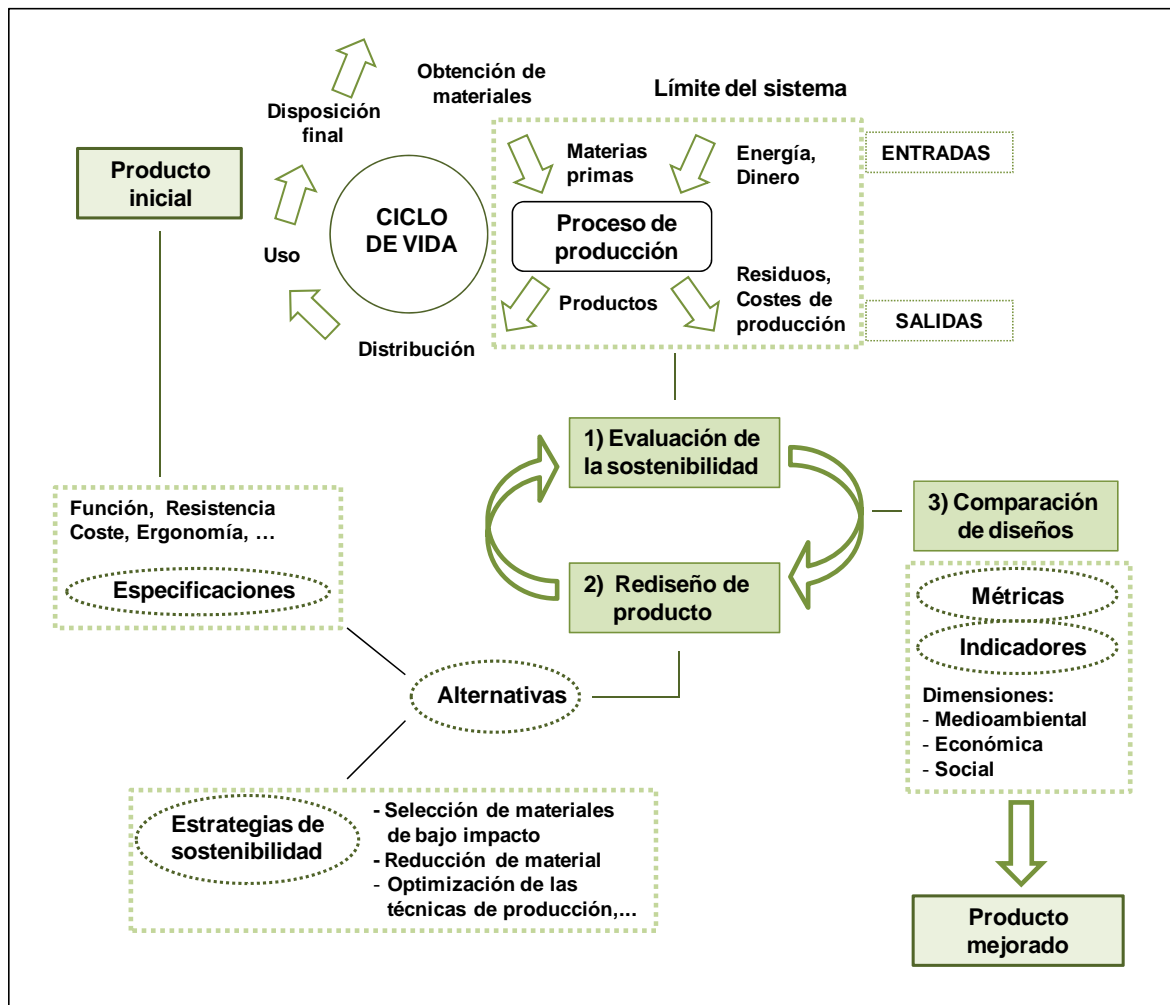 Obtención de
materiales
Límite del sistema
Disposición
final
Producto
inicial
Materias
primas
Energía,
Dinero
ENTRADAS
CICLO
DE VIDA
Proceso de
producción
Uso
Productos
Residuos,
Costes de
producción
SALIDAS
Distribución
1) Evaluación de
la sostenibilidad
Función, Resistencia
Coste, Ergonomía, ...
Especificaciones
3) Comparación
de diseños
2) Rediseño de
producto
Métricas
Indicadores
Dimensiones:
- Medioambiental
- Económica
- Social
Alternativas
Estrategias de
sostenibilidad
- Selección de materiales
de bajo impacto
- Reducción de material
- Optimización de las
técnicas de producción,...
Producto
mejorado